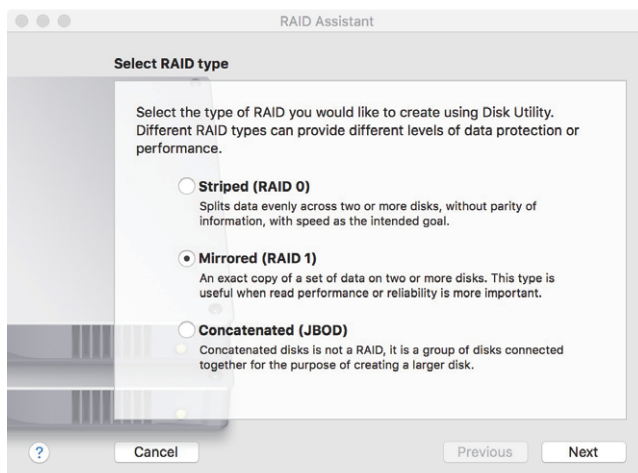 RAID Assistant
Select RAID type
Select the type of RAID you would like to create using Disk Utility.
Different RAID types can provide different levels of data protection or
performance.
Striped (RAID 0)
Splits data evenly across two or more disks, without parity of
information, with speed as the intended goal.
Mirrored (RAID 1)
An exact copy of a set of data on two or more disks. This type is
useful when read performance or reliability is more important.
Concatenated (JBOD)
Concatenated disks is not a RAID, it is a group of disks connected
together for the purpose of creating a larger disk.
? Cancel Previous Next